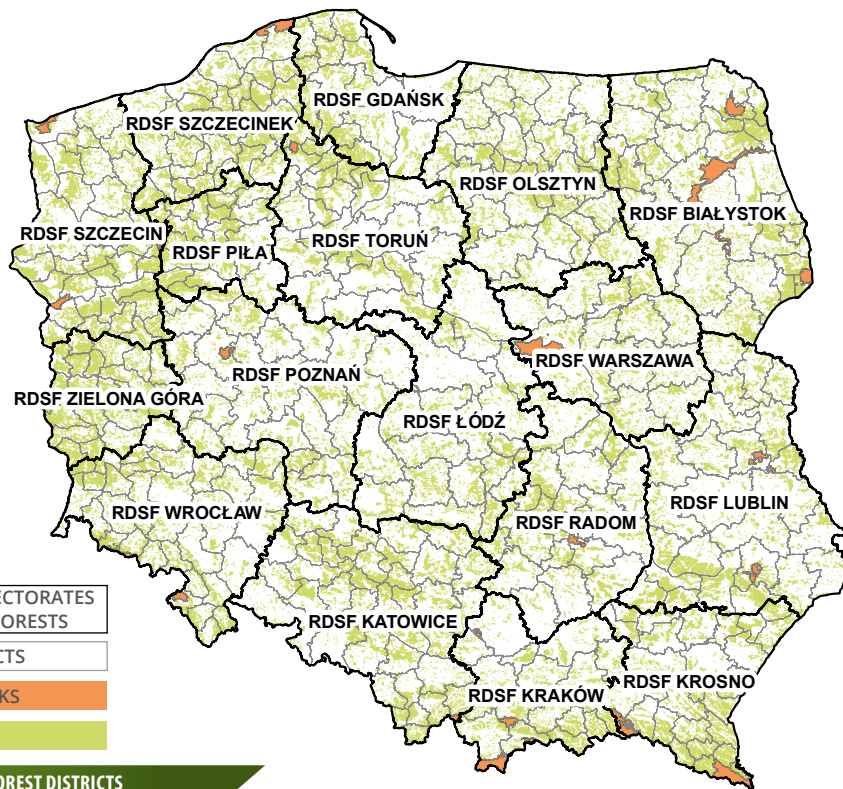 RDSF GDAŃSK
RDSF SZCZECINEK
RDSF OLSZTYN
RDSF BIAŁYSTOK
RDSF SZCZECIN
RDSF PIŁA
RDSF TORUŃ
RDSF WARSZAWA
RDSF POZNAŃ
RDSF ZIELONA GÓRA
RDSF ŁÓDŹ
RDSF LUBLIN
RDSF WROCŁAW
RDSF RADOM
RDSF KATOWICE
RDSF KRAKÓW
RDSF KROSNO
ECTORATES
ORESTS
CTS
KS
OREST DISTRICTS